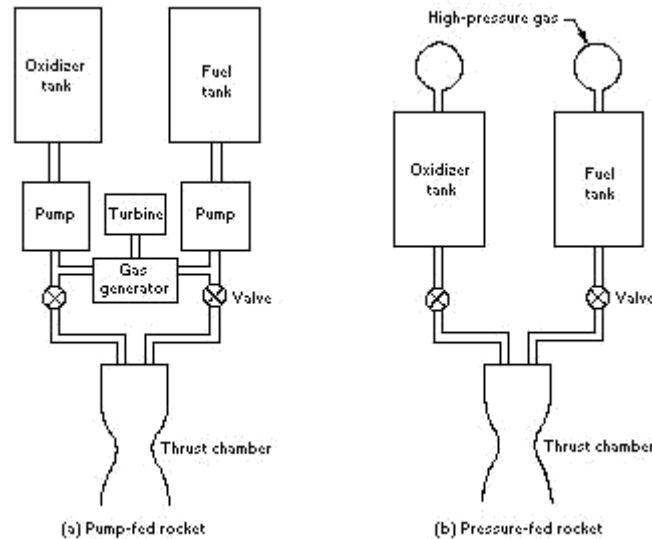 Oxidizer
tank
Fuel
tank
Pump
Turbine
Pump
Gas
generator
Valve
Thrust chamber
(a) Pump-fed rocket
High-pressure gas
Oxidizer
tank
Fuel
tank
Valve
Thrust chamber
(b) Pressure-fed rocket